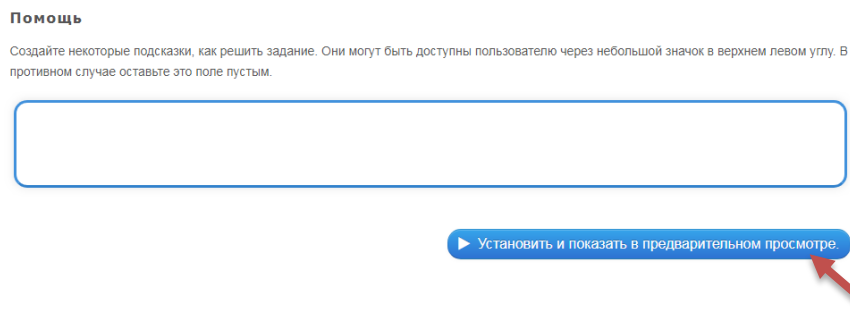 Помощь
Создайте некоторые подсказки, как решить задание. Они могут быть доступны пользователю через небольшой значок в верхнем левом углу. В
противном случае оставьте это поле пустым.
Установить и показать в предварительном просмотре.